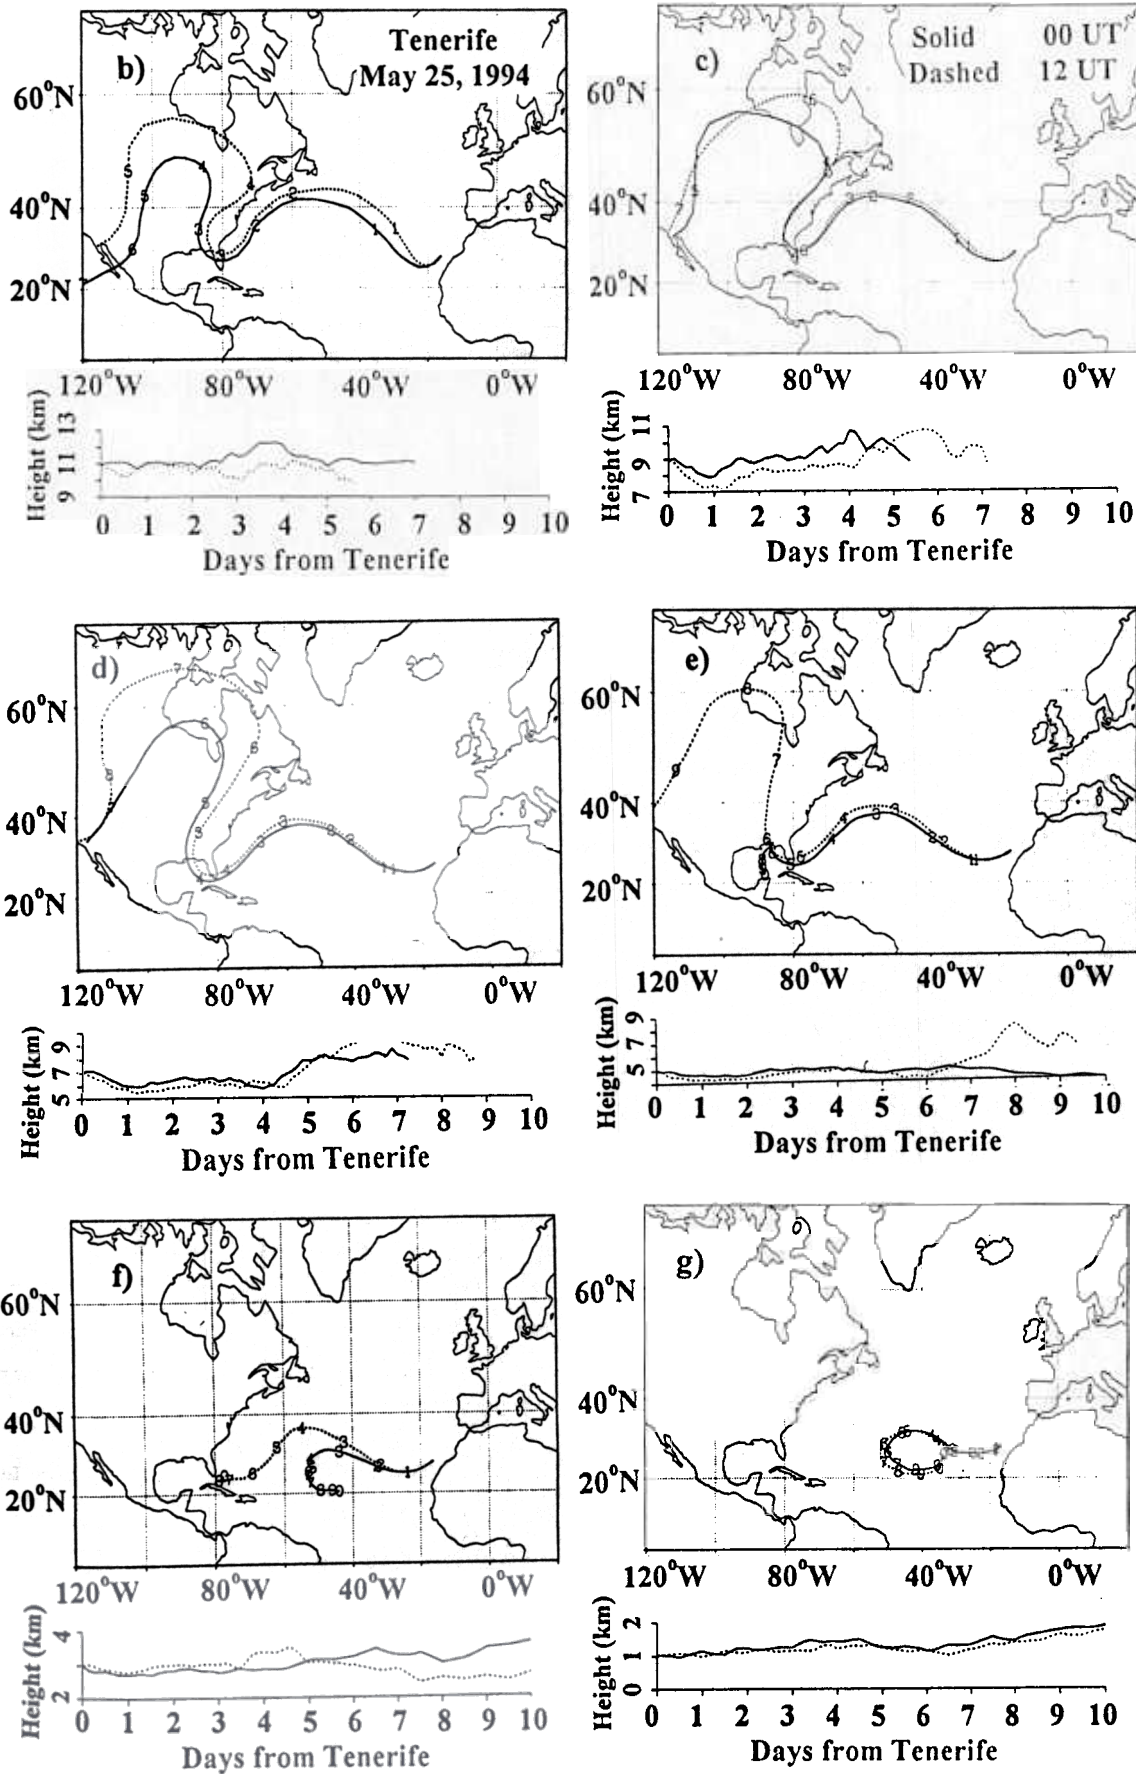 b)
Tenerife
May 25, 1994
60°N
40°N
20°N
120°W 80°W 40°W 0°W
Height (km)
9 11 13
0 1 2 3 4 5 6 7 8 9 10
Days from Tenerife
c)
Solid 00 UT
Dashed 12 UT
60°N
40°N
20°N
120°W 80°W 40°W 0°W
Height (km)
7 9 11
0 1 2 3 4 5 6 7 8 9 10
Days from Tenerife
d)
60°N
40°N
20°N
120°W 80°W 40°W 0°W
Height (km)
5 7 9
0 1 2 3 4 5 6 7 8 9 10
Days from Tenerife
e)
60°N
40°N
20°N
120°W 80°W 40°W 0°W
Height (km)
5 7 9
0 1 2 3 4 5 6 7 8 9 10
Days from Tenerife
f)
60°N
40°N
20°N
120°W 80°W 40°W 0°W
Height (km)
2 4
0 1 2 3 4 5 6 7 8 9 10
Days from Tenerife
g)
60°N
40°N
20°N
120°W 80°W 40°W 0°W
Height (km)
0 1 2
0 1 2 3 4 5 6 7 8 9 10
Days from Tenerife